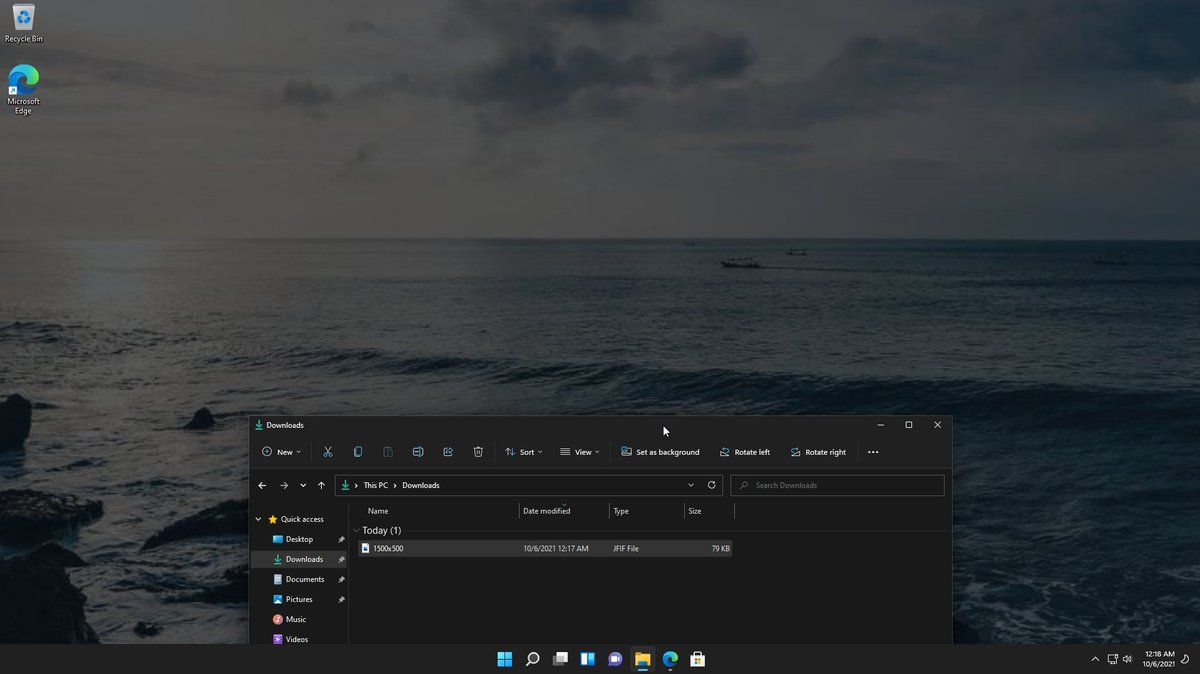 Recycle Bin
Microsoft
Edge
Downloads
New
Sort
View
Set as background
Rotate left
Rotate right
This PC
Downloads
Search Downloads
Name
Date modified
Type
Size
Quick access
Desktop
Downloads
Documents
Pictures
Music
Videos
Today (1)
1500x500 10/6/2021 12:17 AM JFIF File 79 KB
12:18 AM
10/6/2021